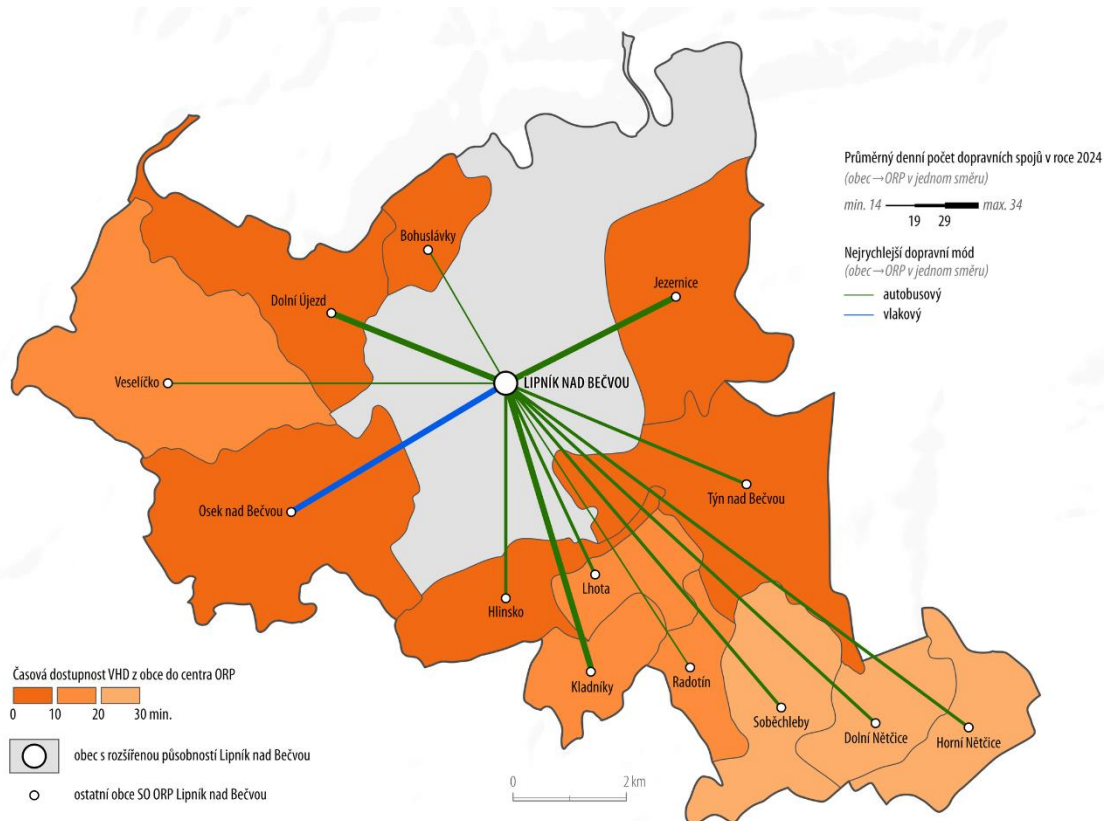 Průměrný denní počet dopravních spojů v roce 2024
(obec→ORP v jednom směru)
min. 14
max. 34
19 29
Nejrychlejší dopravní mód
(obec→ORP v jednom směru)
autobusový
vlakový
Bohuslávky
Jezernice
Dolní Újezd
Veselíčko
LIPNÍK NAD BEČVOU
Týn nad Bečvou
Osek nad Bečvou
Lhota
Hlinsko
Kladníky
Radotín
Soběchleby
Dolní Nětčice
Horní Nětčice
Časová dostupnost VHD z obce do centra ORP
0 10 20 30 min.
obec s rozšířenou působností Lipník nad Bečvou
ostatní obce SO ORP Lipník nad Bečvou
0 2 km